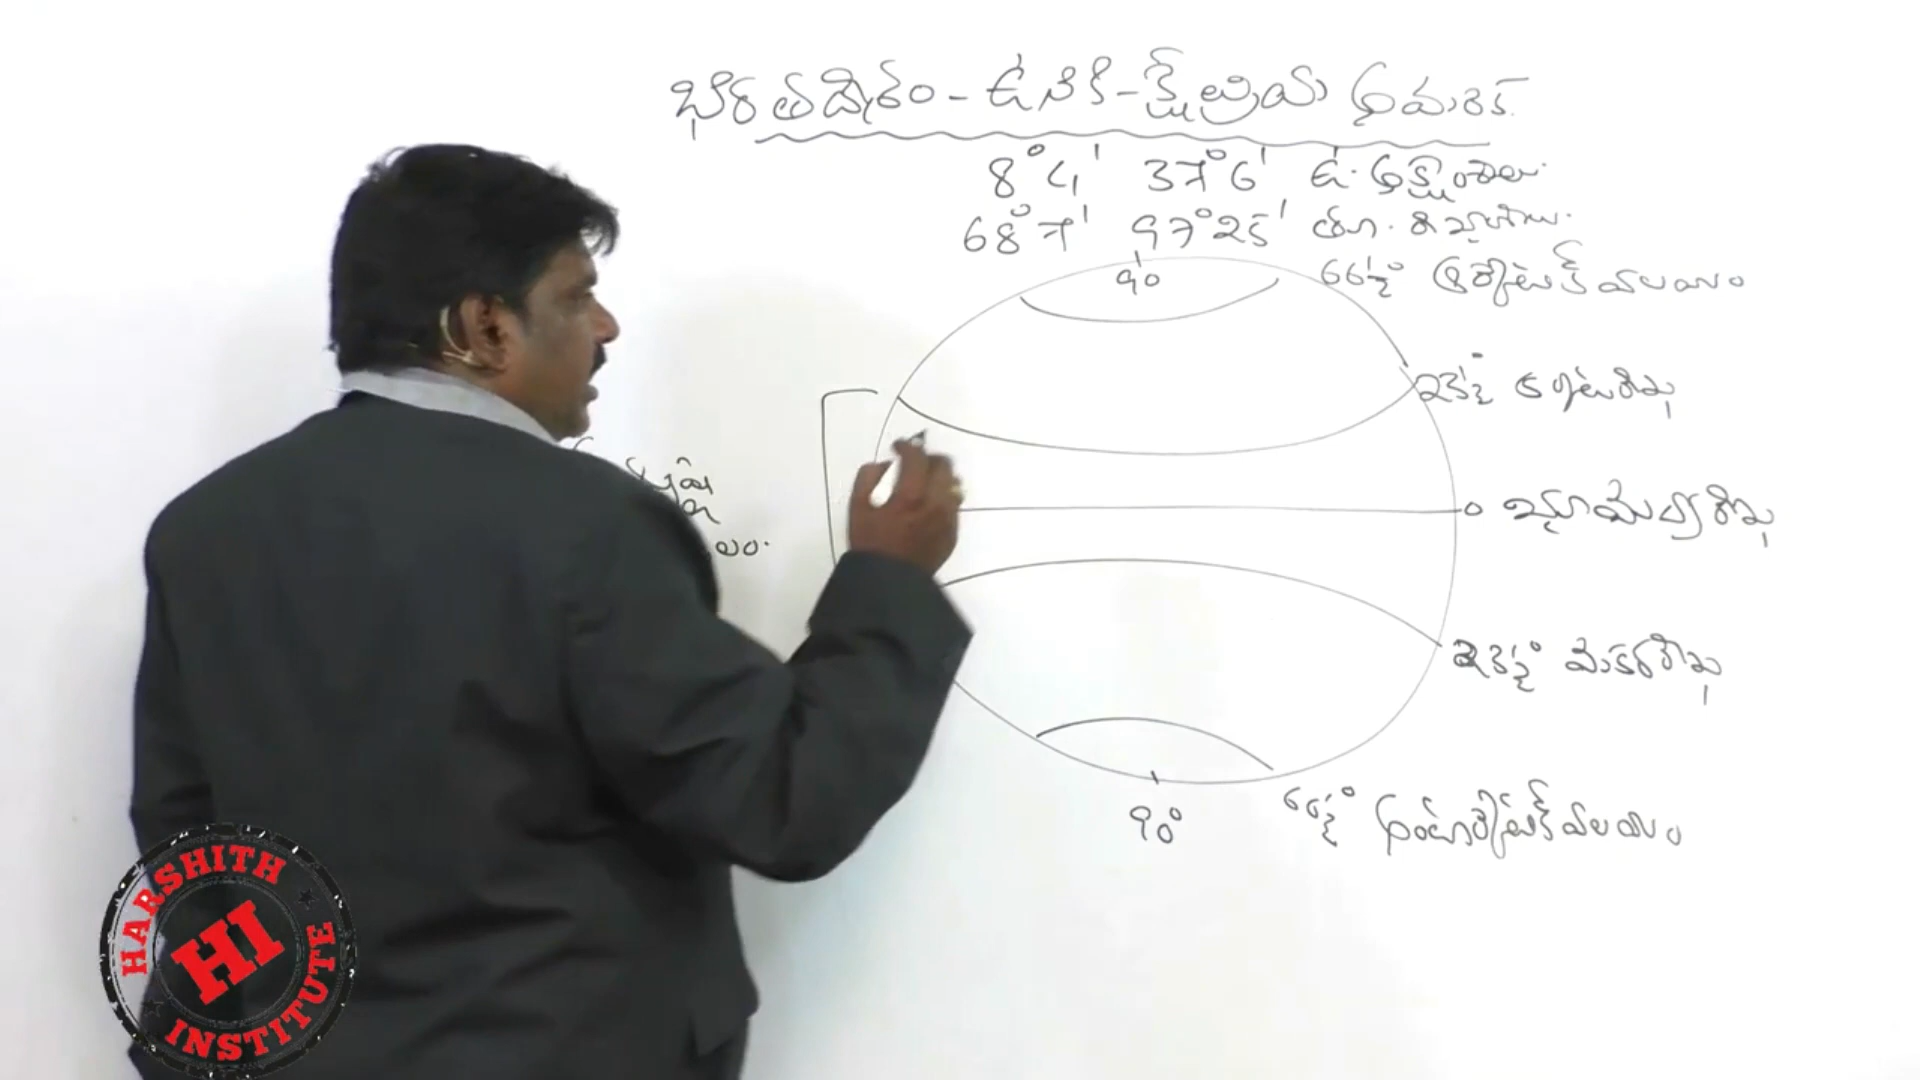 భారతదేశం - ఉనికి - క్షేత్రీయ అమరిక
8°4' 37°6' ఉ. అక్షాంశాలు
68°7' 97°25' తూ. రేఖాంశాలు.
90
66½° ఆర్కిటిక్ వలయం
23½° కర్కటరేఖ
0 భూమధ్యరేఖ
23½° మకరరేఖ
90°
66½° అంటార్కిటిక్ వలయం
HARSHITH
HI
INSTITUTE